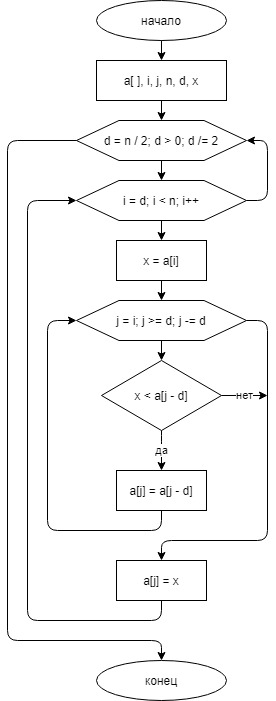 начало
a[ ], i, j, n, d, x
d = n / 2; d > 0; d /= 2
i = d; i < n; i++
x = a[i]
j = i; j >= d; j -= d
x < a[j - d]
нет
да
a[j] = a[j - d]
a[j] = x
конец